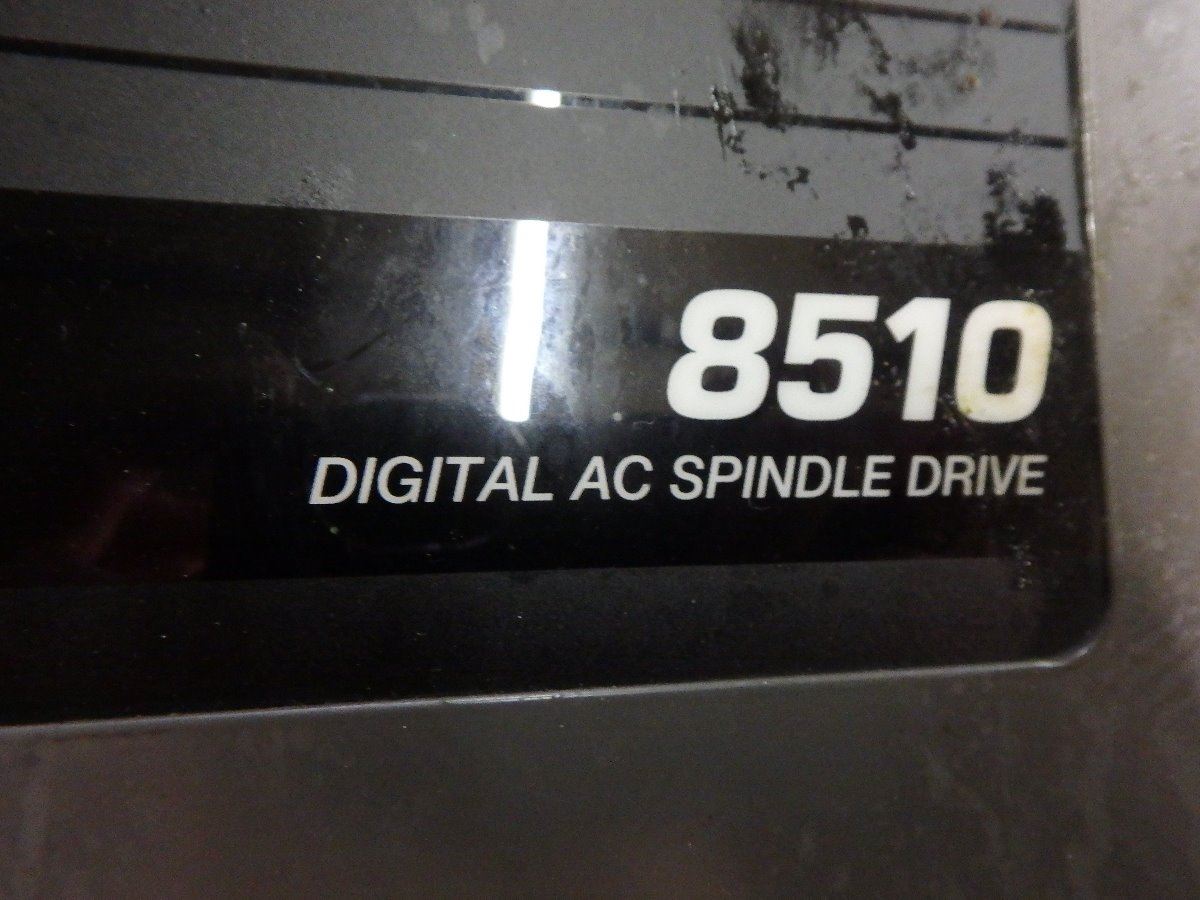 8510
DIGITAL AC SPINDLE DRIVE